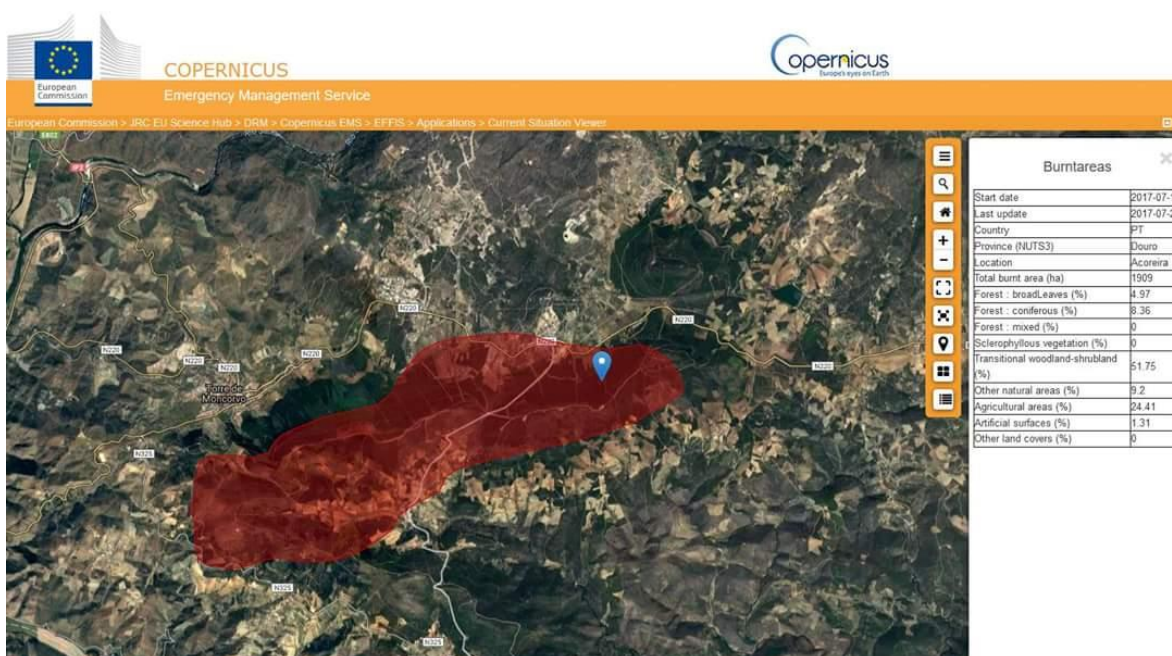 European
Commission
COPERNICUS
Copernicus
Europe's eyes on Earth
Emergency Management Service
European Commission > JRC EU Science Hub > DRM > Copernicus EMS > EFFIS > Applications > Current Situation Viewer
N220
N220
N220
N220
N220
N220
N220
Torre de
Moncorvo
N325
N325
N325
Burntareas
Start date 2017-07-
Last update 2017-07-
Country PT
Province (NUTS3) Douro
Location Acoreira
Total burnt area (ha) 1909
Forest : broadLeaves (%) 4.97
Forest : coniferous (%) 8.36
Forest : mixed (%) 0
Sclerophyllous vegetation (%) 0
Transitional woodland-shrubland
(%) 51.75
Other natural areas (%) 9.2
Agricultural areas (%) 24.41
Artificial surfaces (%) 1.31
Other land covers (%) 0